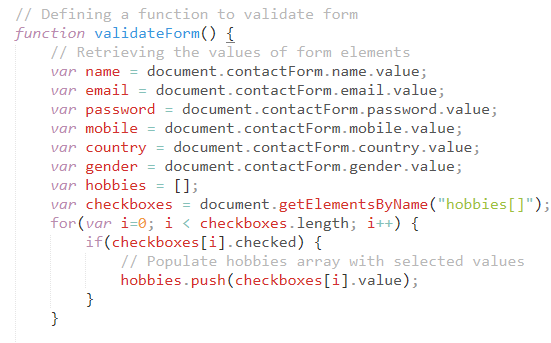 // Defining a function to validate form
function validateForm() {
// Retrieving the values of form elements
var name = document.contactForm.name.value;
var email = document.contactForm.email.value;
var password = document.contactForm.password.value;
var mobile = document.contactForm.mobile.value;
var country = document.contactForm.country.value;
var gender = document.contactForm.gender.value;
var hobbies = [];
var checkboxes = document.getElementsByName("hobbies[]");
for(var i=0; i < checkboxes.length; i++) {
if(checkboxes[i].checked) {
// Populate hobbies array with selected values
hobbies.push(checkboxes[i].value);
}
}